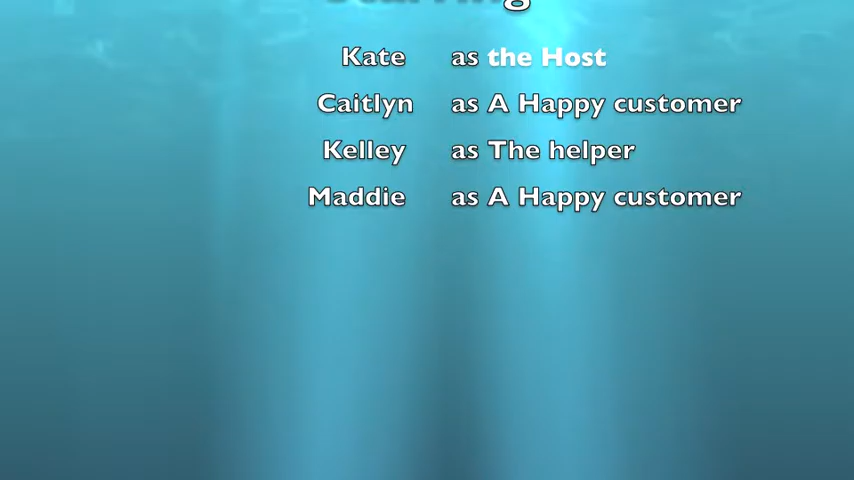 Kate as the Host
Caitlyn as A Happy customer
Kelley as The helper
Maddie as A Happy customer